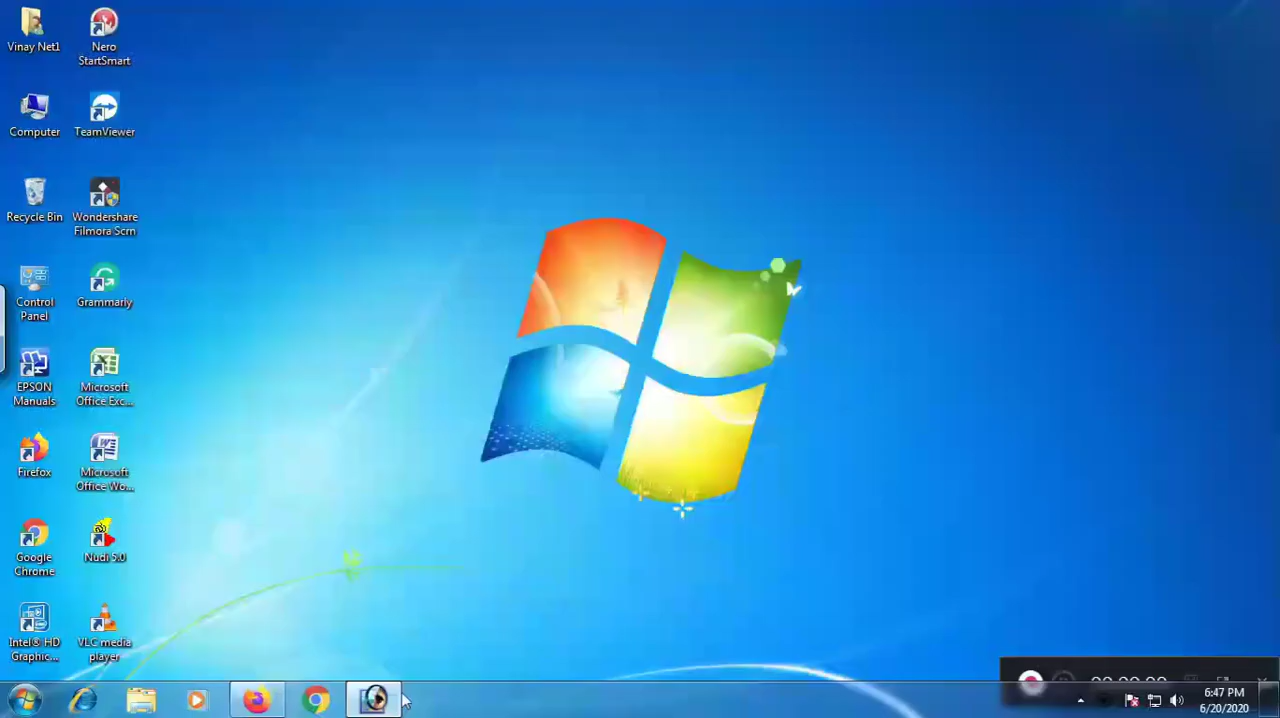 Vinay Net1
Nero
StartSmart
Computer
TeamViewer
Recycle Bin
Wondershare
Filmora Scrn
Control
Panel
Grammarly
EPSON
Manuals
Microsoft
Office Exc...
Firefox
Microsoft
Office Wo...
Google
Chrome
Nudi 5.0
Intel® HD
Graphic...
VLC media
player
6:47 PM
6/20/2020